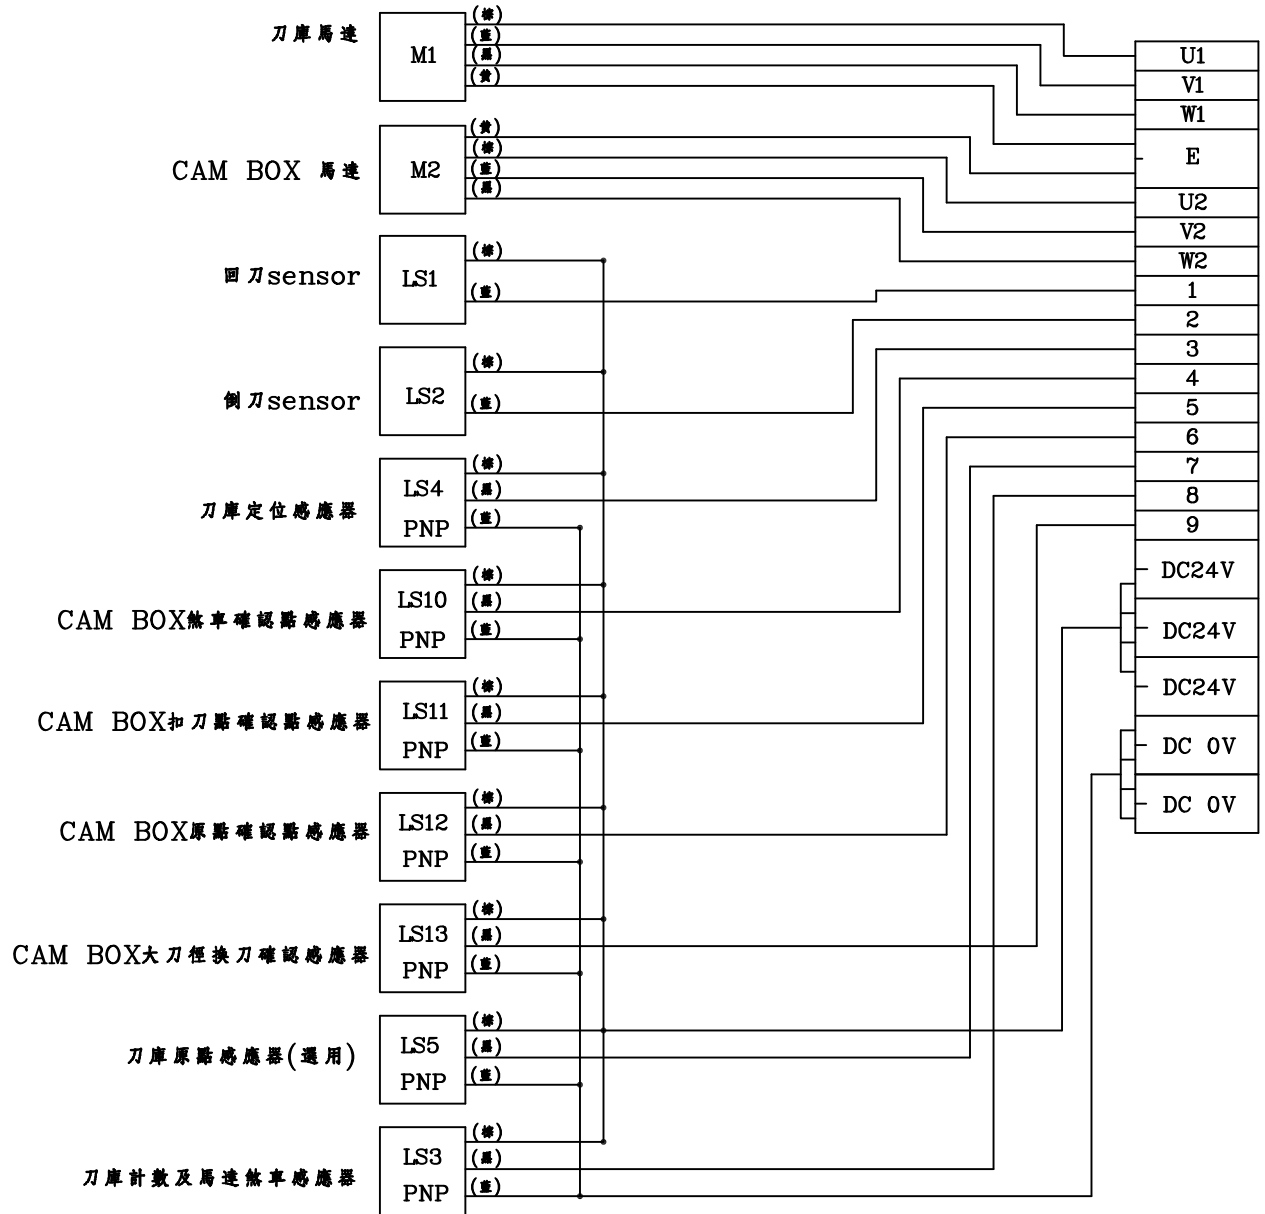 刀庫馬達
M1
(棕)
(藍)
(黑)
(黃)
CAM BOX 馬達
M2
(黃)
(棕)
(藍)
(黑)
回刀sensor
LS1
(棕)
(藍)
倒刀sensor
LS2
(棕)
(藍)
刀庫定位感應器
LS4
PNP
(棕)
(黑)
(藍)
CAM BOX煞車確認點感應器
LS10
PNP
(棕)
(黑)
(藍)
CAM BOX扣刀點確認點感應器
LS11
PNP
(棕)
(黑)
(藍)
CAM BOX原點確認點感應器
LS12
PNP
(棕)
(黑)
(藍)
CAM BOX大刀徑換刀確認感應器
LS13
PNP
(棕)
(黑)
(藍)
刀庫原點感應器(選用)
LS5
PNP
(棕)
(黑)
(藍)
刀庫計數及馬達煞車感應器
LS3
PNP
(棕)
(黑)
(藍)
U1
V1
W1
E
U2
V2
W2
1
2
3
4
5
6
7
8
9
DC24V
DC24V
DC24V
DC 0V
DC 0V